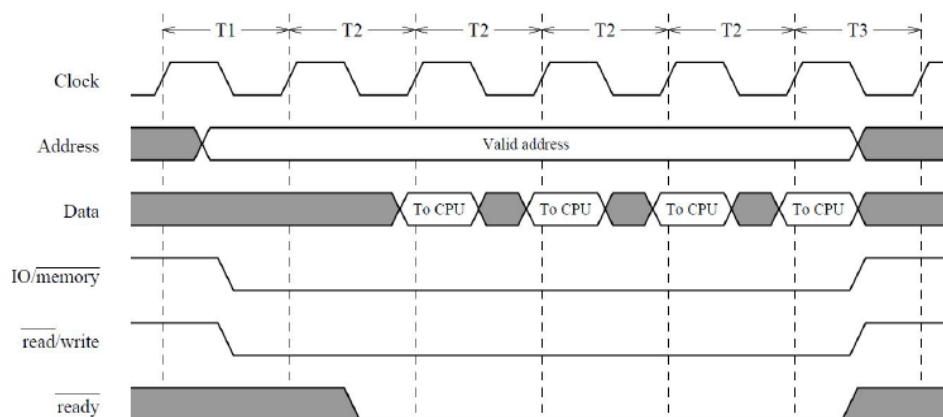 T1 T2 T2 T2 T2 T3
Clock
Address Valid address
Data To CPU To CPU To CPU To CPU
IO/memory
read/write
ready